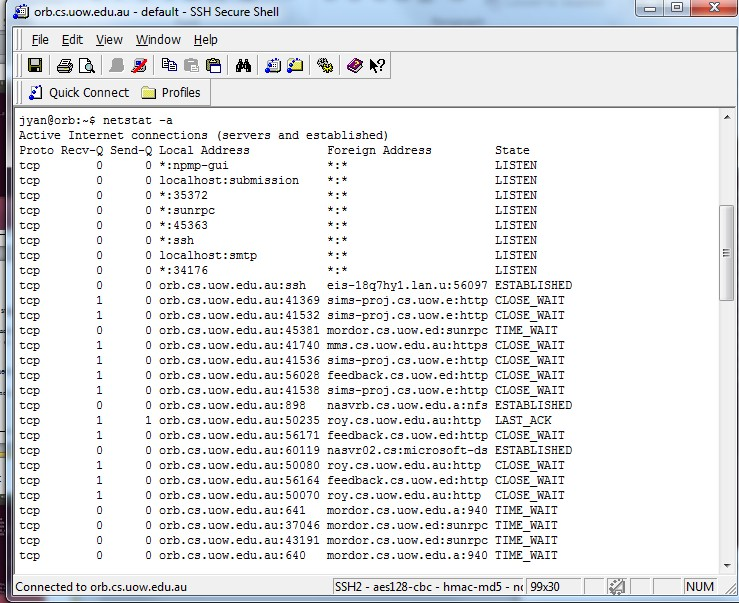 orb.cs.uow.edu.au - default - SSH Secure Shell
File Edit View Window Help
Quick Connect Profiles
jyan@orb:~$ netstat -a
Active Internet connections (servers and established)
Proto Recv-Q Send-Q Local Address Foreign Address State
tcp 0 0 *:npmp-gui *:* LISTEN
tcp 0 0 localhost:submission *:* LISTEN
tcp 0 0 *:35372 *:* LISTEN
tcp 0 0 *:sunrpc *:* LISTEN
tcp 0 0 *:45363 *:* LISTEN
tcp 0 0 *:ssh *:* LISTEN
tcp 0 0 localhost:smtp *:* LISTEN
tcp 0 0 *:34176 *:* LISTEN
tcp 0 0 orb.cs.uow.edu.au:ssh eis-18q7hy1.lan.u:56097 ESTABLISHED
tcp 1 0 orb.cs.uow.edu.au:41369 sims-proj.cs.uow.e:http CLOSE_WAIT
tcp 1 0 orb.cs.uow.edu.au:41532 sims-proj.cs.uow.e:http CLOSE_WAIT
tcp 0 0 orb.cs.uow.edu.au:45381 mordor.cs.uow.ed:sunrpc TIME_WAIT
tcp 1 0 orb.cs.uow.edu.au:41740 mms.cs.uow.edu.au:https CLOSE_WAIT
tcp 1 0 orb.cs.uow.edu.au:41536 sims-proj.cs.uow.e:http CLOSE_WAIT
tcp 1 0 orb.cs.uow.edu.au:56028 feedback.cs.uow.ed:http CLOSE_WAIT
tcp 1 0 orb.cs.uow.edu.au:41538 sims-proj.cs.uow.e:http CLOSE_WAIT
tcp 0 0 orb.cs.uow.edu.au:898 nasvrb.cs.uow.edu.a:nfs ESTABLISHED
tcp 1 1 orb.cs.uow.edu.au:50235 roy.cs.uow.edu.au:http LAST_ACK
tcp 1 0 orb.cs.uow.edu.au:56171 feedback.cs.uow.ed:http CLOSE_WAIT
tcp 0 0 orb.cs.uow.edu.au:60119 nasvr02.cs:microsoft-ds ESTABLISHED
tcp 1 0 orb.cs.uow.edu.au:50080 roy.cs.uow.edu.au:http CLOSE_WAIT
tcp 1 0 orb.cs.uow.edu.au:56164 feedback.cs.uow.ed:http CLOSE_WAIT
tcp 1 0 orb.cs.uow.edu.au:50070 roy.cs.uow.edu.au:http CLOSE_WAIT
tcp 0 0 orb.cs.uow.edu.au:641 mordor.cs.uow.edu.a:940 TIME_WAIT
tcp 0 0 orb.cs.uow.edu.au:37046 mordor.cs.uow.ed:sunrpc TIME_WAIT
tcp 0 0 orb.cs.uow.edu.au:43191 mordor.cs.uow.ed:sunrpc TIME_WAIT
tcp 0 0 orb.cs.uow.edu.au:640 mordor.cs.uow.edu.a:940 TIME_WAIT
Connected to orb.cs.uow.edu.au SSH2 - aes128-cbc - hmac-md5 - 99x30 NUM